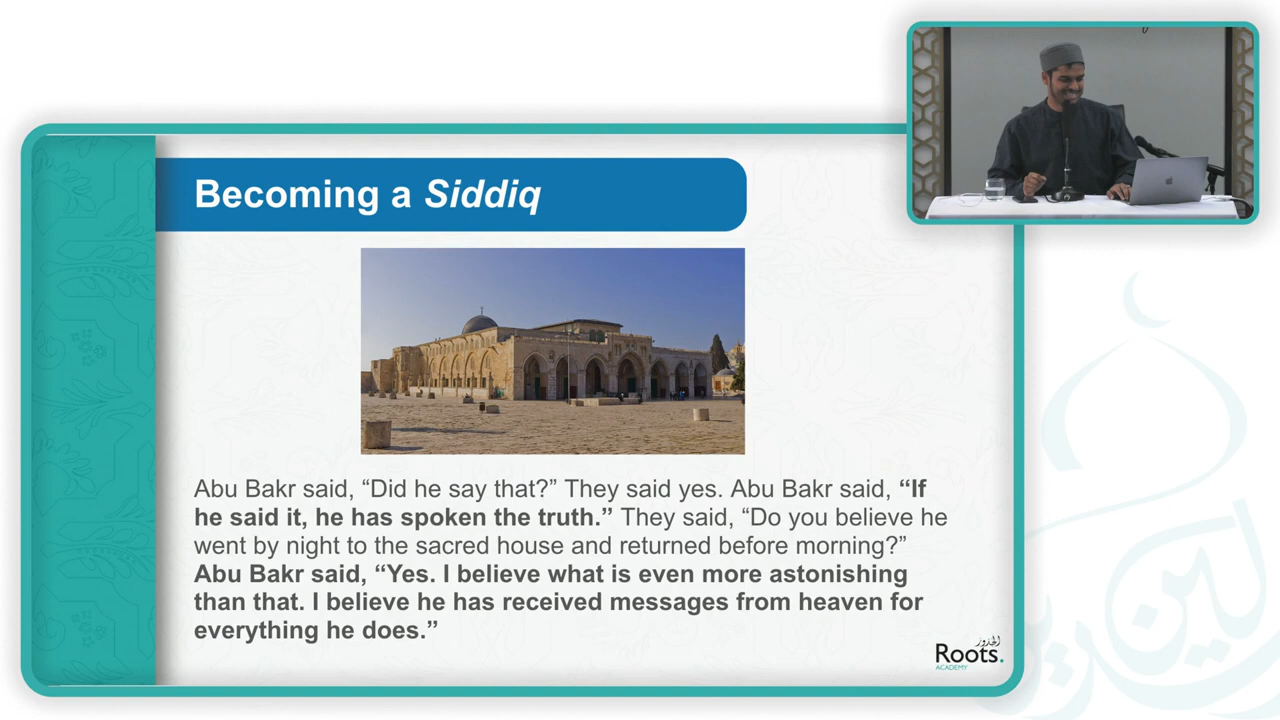 Becoming a Siddiq
Abu Bakr said, “Did he say that?” They said yes. Abu Bakr said, “If
he said it, he has spoken the truth.” They said, “Do you believe he
went by night to the sacred house and returned before morning?”
Abu Bakr said, “Yes. I believe what is even more astonishing
than that. I believe he has received messages from heaven for
everything he does.”
الجذور
Roots.
ACADEMY